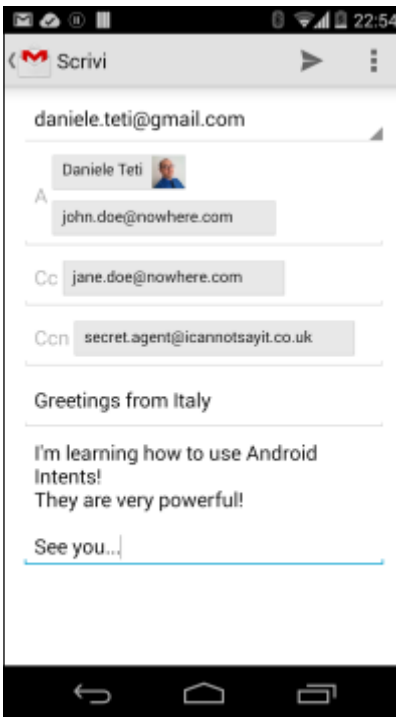 22:54
Scrivi
daniele.teti@gmail.com
Daniele Teti
A
john.doe@nowhere.com
Cc jane.doe@nowhere.com
Ccn secret.agent@icannotsayit.co.uk
Greetings from Italy
I'm learning how to use Android
Intents!
They are very powerful!
See you...